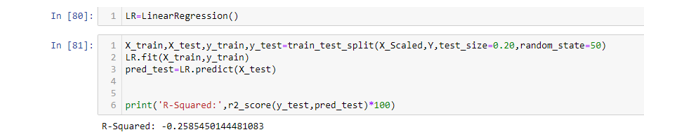 In [80]: 1 LR=LinearRegression()
In [81]: 1 X_train,X_test,y_train,y_test=train_test_split(X_Scaled,Y,test_size=0.20,random_state=50)
2 LR.fit(X_train,y_train)
3 pred_test=LR.predict(X_test)
4
5
6 print('R-Squared:',r2_score(y_test,pred_test)*100)
R-Squared: -0.2585450144481083